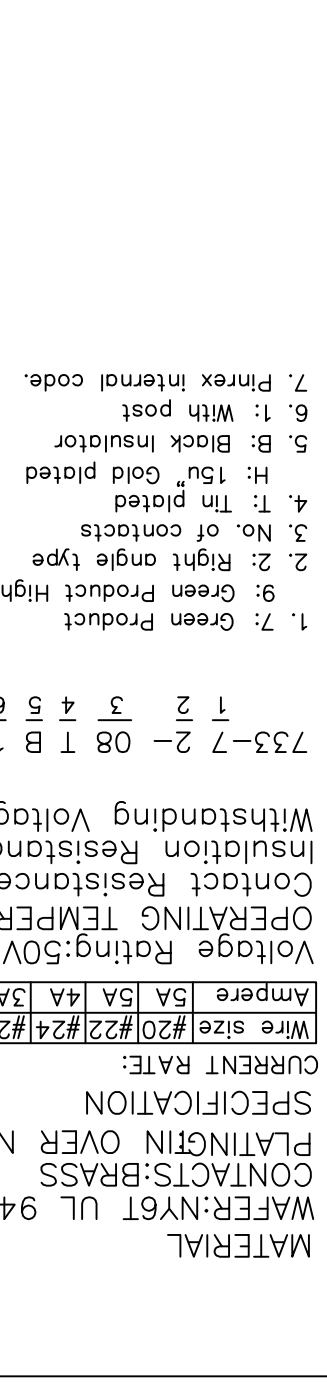 MATERIAL
WAFER:NY6T UL 94
CONTACTS:BRASS
PLATING:TIN OVER N
SPECIFICATION
CURRENT RATE:
Wire size #20 #22 #24 #2
Ampere 5A 5A 4A 3A
Voltage Rating:50V
OPERATING TEMPER
Contact Resistance
Insulation Resistanc
Withstanding Voltage
733-7 2- 08 T B 1
1 2 3 4 5 6
1. 7: Green Product
9: Green Product High
2. 2: Right angle type
3. No. of contacts
4. T: Tin plated
H: 15u" Gold plated
5. B: Black Insulator
6. 1: With post
7. Pinrex internal code.